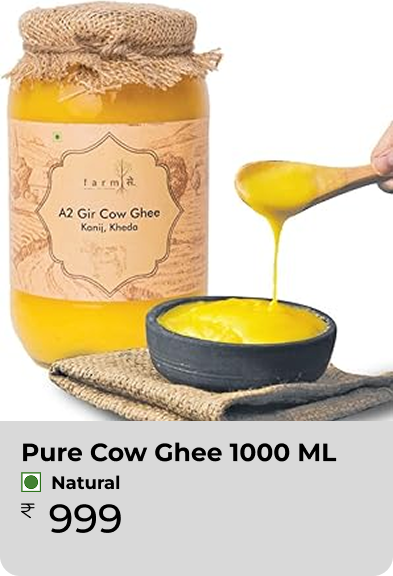 farm से.
A2 Gir Cow Ghee
Kanij, Kheda
Pure Cow Ghee 1000 ML
Natural
₹ 999